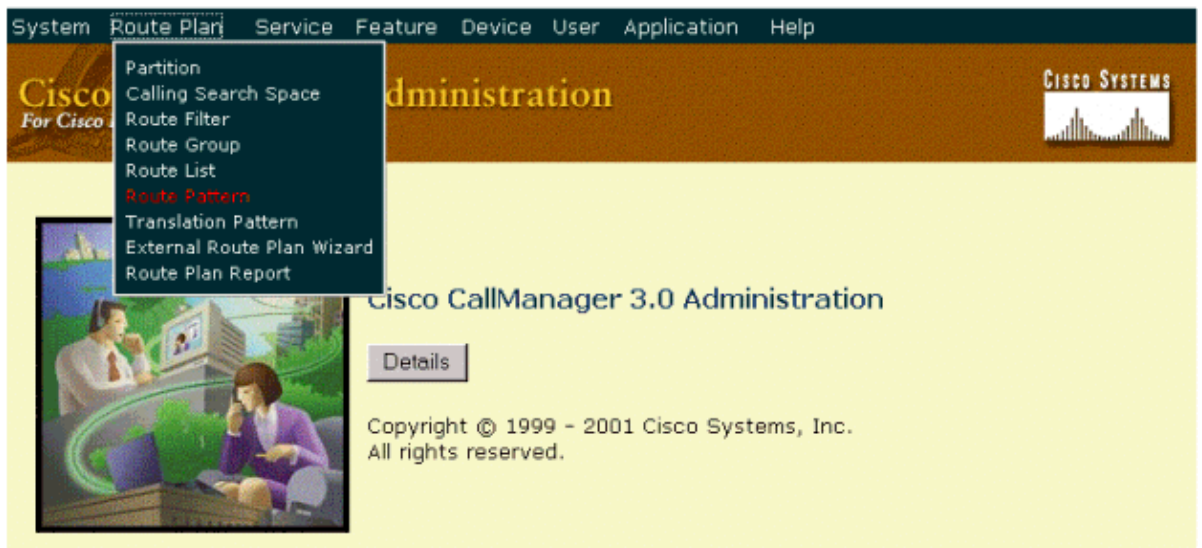 System Route Plan Service Feature Device User Application Help
Partition
Calling Search Space
Route Filter
Route Group
Route List
Route Pattern
Translation Pattern
External Route Plan Wizard
Route Plan Report
Cisco dministration
For Cisco
CISCO SYSTEMS
Cisco CallManager 3.0 Administration
Details
Copyright © 1999 - 2001 Cisco Systems, Inc.
All rights reserved.